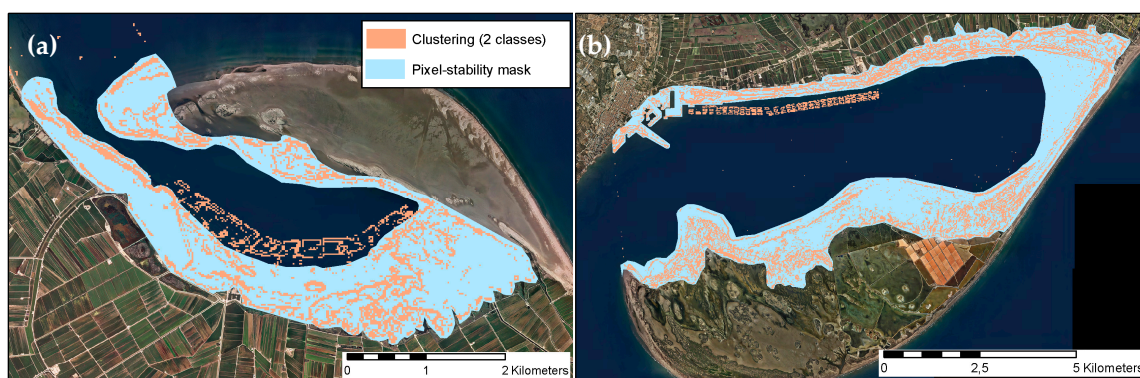 (a)
Clustering (2 classes)
Pixel-stability mask
(b)
0 1 2 Kilometers
0 2,5 5 Kilometers